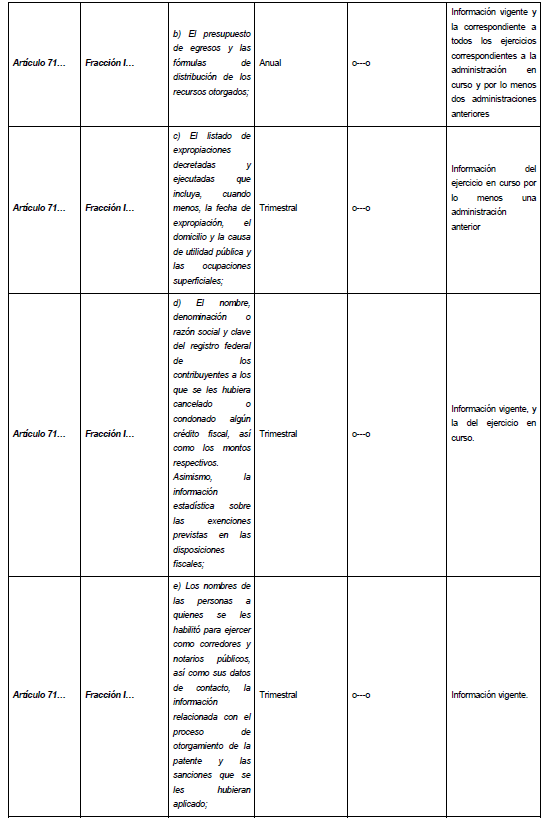 Artículo 71...
Fracción I...
b) El presupuesto
de egresos y las
fórmulas de
distribución de los
recursos otorgados;
Anual
o---o
Información vigente y
la correspondiente a
todos los ejercicios
correspondientes a la
administración en
curso y por lo menos
dos administraciones
anteriores
Artículo 71...
Fracción I...
c) El listado de
expropiaciones
decretadas y
ejecutadas que
incluya, cuando
menos, la fecha de
expropiación, el
domicilio y la causa
de utilidad pública y
las ocupaciones
superficiales;
Trimestral
o---o
Información del
ejercicio en curso por
lo menos una
administración
anterior
Artículo 71...
Fracción I...
d) El nombre,
denominación o
razón social y clave
del registro federal
de los
contribuyentes a los
que se les hubiera
cancelado o
condonado algún
crédito fiscal, así
como los montos
respectivos.
Asimismo, la
información
estadística sobre
las exenciones
previstas en las
disposiciones
fiscales;
Trimestral
o---o
Información vigente, y
la del ejercicio en
curso.
Artículo 71...
Fracción I...
e) Los nombres de
las personas a
quienes se les
habilitó para ejercer
como corredores y
notarios públicos,
así como sus datos
de contacto, la
información
relacionada con el
proceso de
otorgamiento de la
patente y las
sanciones que se
les hubieran
aplicado;
Trimestral
o---o
Información vigente.